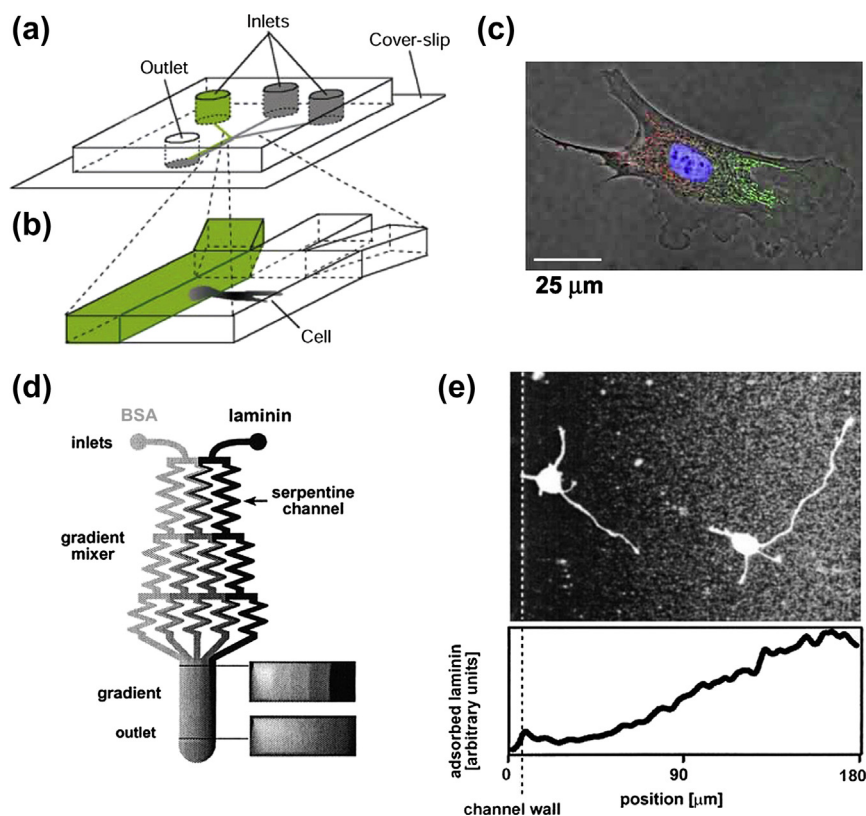 (a)
Inlets
Outlet
Cover-slip
(b)
Cell
(c)
25 μm
(d)
BSA
laminin
inlets
serpentine
channel
gradient
mixer
gradient
outlet
(e)
adsorbed laminin
[arbitrary units]
0
90
180
position [μm]
channel wall